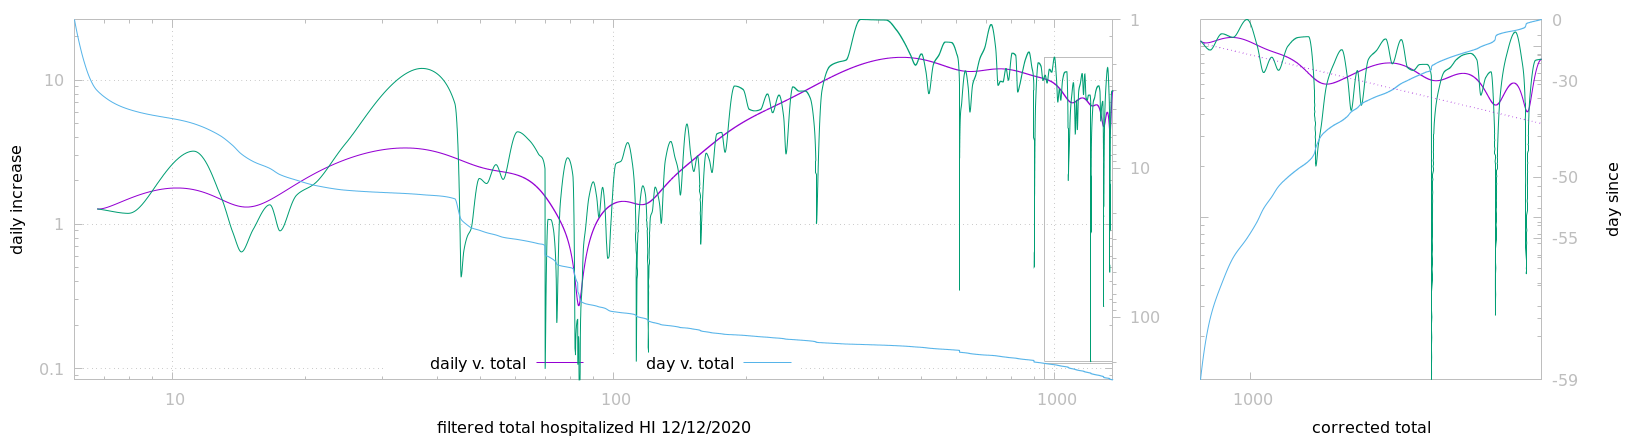 daily increase
10
1
0.1
10
100
1000
filtered total hospitalized HI 12/12/2020
daily v. total
day v. total
1
10
100
1000
corrected total
0
-30
-50
-55
-59
day since